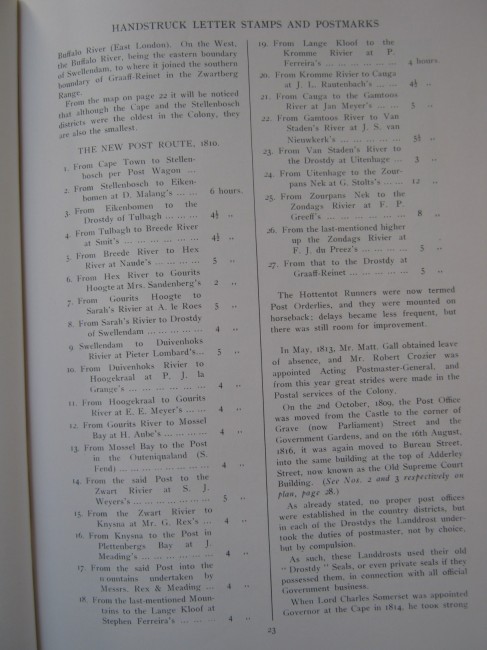 HANDSTRUCK LETTER STAMPS AND POSTMARKS
Buffalo River (East London). On the West,
the Buffalo River, being the eastern boundary
of Swellendam, to where it joined the southern
boundary of Graaff-Reinet in the Zwartberg
Range.
From the map on page 22 it will be noticed
that although the Cape and the Stellenbosch
districts were the oldest in the Colony, they
are also the smallest.
THE NEW POST ROUTE, 1810.
1. From Cape Town to Stellen-
bosch per Post Wagon ...
2. From Stellenbosch to Eiken-
bomen at D. Malang's ... ... 6 hours.
3. From Eikenbomen to the
Drostdy of Tulbagh ... ... ... 4½ ,,
4. From Tulbagh to Breede River
at Smit's ... ... ... ... ... 4½ ,,
5. From Breede River to Hex
River at Naude's ... ... ... 5 ,,
6. From Hex River to Gourits
Hoogte at Mrs. Sandenberg's 2 ,,
7. From Gourits Hoogte to
Sarah's Rivier at A. le Roes 5 ,,
8. From Sarah's Rivier to Drostdy
of Swellendam ... ... ... ... 4 ,,
9. Swellendam to Duivenhoks
Rivier at Pieter Lombard's... 5 ,,
10. From Duivenhoks Rivier to
Hoogekraal at P. J. la
Grange's ... ... ... ... ... 4 ,,
11. From Hoogekraal to Gourits
River at E. E. Meyer's ... ... 4 ,,
12. From Gourits River to Mossel
Bay at H. Anbe's ... ... ... 4 ,,
13. From Mossel Bay to the Post
in the Outeniqualand (S.
Fend) ... ... ... ... ... ... 4 ,,
14. From the said Post to the
Zwart Rivier at S. J.
Weyers's ... ... ... ... ... 5 ,,
15. From the Zwart Rivier to
Knysna at Mr. G. Rex's ... 4 ,,
16. From Knysna to the Post in
Plettenbergs Bay at J.
Meading's ... ... ... ... ... 4 ,,
17. From the said Post into the
mountains undertaken by
Messrs. Rex & Meading ... 4 ,,
18. From the last-mentioned Moun-
tains to the Lange Kloof at
Stephen Ferreira's ... ... ... 4 ,,
19. From Lange Kloof to the
Kromme Rivier at P.
Ferreira's ... ... ... ... ... 4 hours.
20. From Kromme Rivier to Canga
at J. L. Rautenbach's ... ... 4½ ,,
21. From Canga to the Gamtous
River at Jan Meyer's ... ... 5 ,,
22. From Gamtous River to Van
Staden's River at J. S. van
Nieuwkerk's ... ... ... ... 5½ ,,
23. From Van Staden's River to
the Drostdy at Uitenhage ... 3 ,,
24. From Uitenhage to the Zour-
pans Nek at G. Stolts's ... ... 12 ,,
25. From Zourpans Nek to the
Zondags Rivier at F. P.
Greeff's ... ... ... ... ... 8 ,,
26. From the last-mentioned higher
up the Zondags Rivier at
F. J. du Preez's ... ... ... 5 ,,
27. From that to the Drostdy at
Graaff-Reinet ... ... ... ... 3 ,,
The Hottentot Runners were now termed
Post Orderlies, and they were mounted on
horseback; delays became less frequent, but
there was still room for improvement.
In May, 1813, Mr. Matt. Gall obtained leave
of absence, and Mr. Robert Crozier was
appointed Acting Postmaster-General, and
from this year great strides were made in the
Postal services of the Colony.
On the 2nd October, 1809, the Post Office
was moved from the Castle to the corner of
Grave (now Parliament) Street and the
Government Gardens, and on the 16th August,
1816, it was again moved to Bureau Street,
into the same building at the top of Adderley
Street, now known as the Old Supreme Court
Building. (See Nos. 2 and 3 respectively on
plan, page 28.)
As already stated, no proper post offices
were established in the country districts, but
in each of the Drostdys the Landdrost under-
took the duties of postmaster, not by choice,
but by compulsion.
As such, these Landdrosts used their old
"Drostdy" Seals, or even private seals if they
possessed them, in connection with all official
Government business.
When Lord Charles Somerset was appointed
Governor at the Cape in 1814, he took strong
23